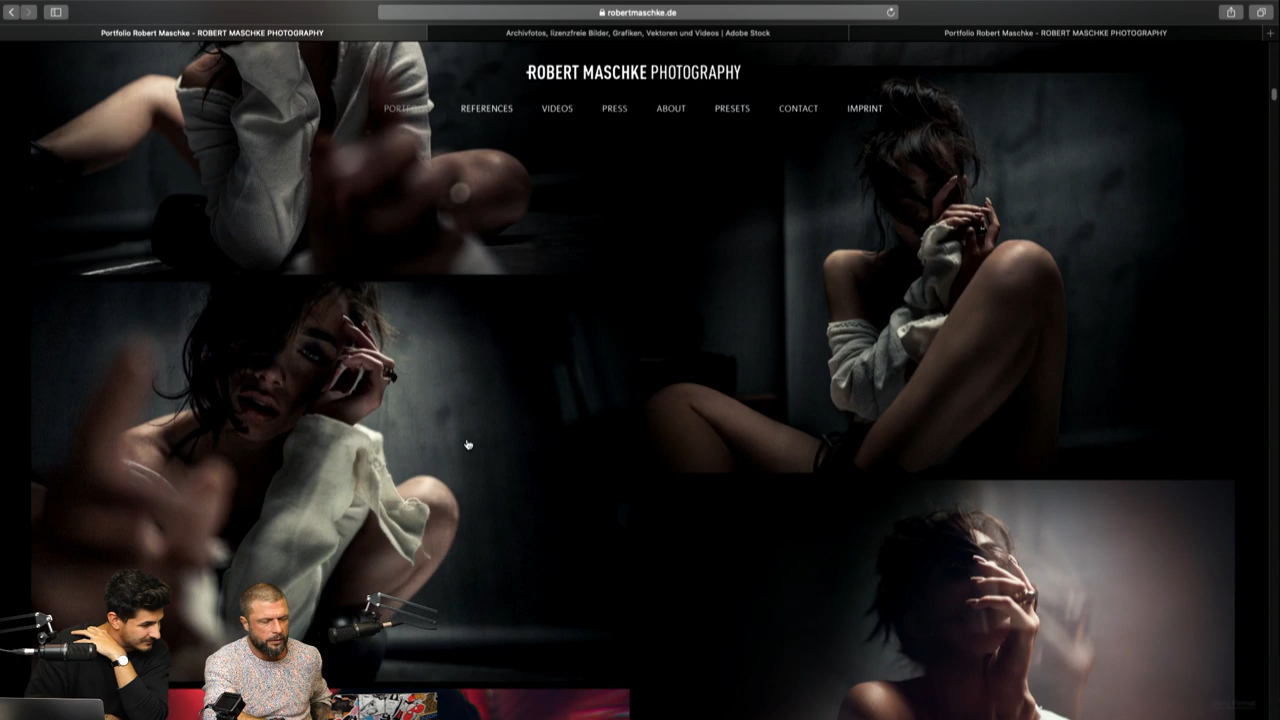 robertmaschke.de
Portfolio Robert Maschke - ROBERT MASCHKE PHOTOGRAPHY
Archivfotos, lizenzfreie Bilder, Grafiken, Vektoren und Videos | Adobe Stock
Portfolio Robert Maschke - ROBERT MASCHKE PHOTOGRAPHY
ROBERT MASCHKE PHOTOGRAPHY
PORTFOLIO REFERENCES VIDEOS PRESS ABOUT PRESETS CONTACT IMPRINT